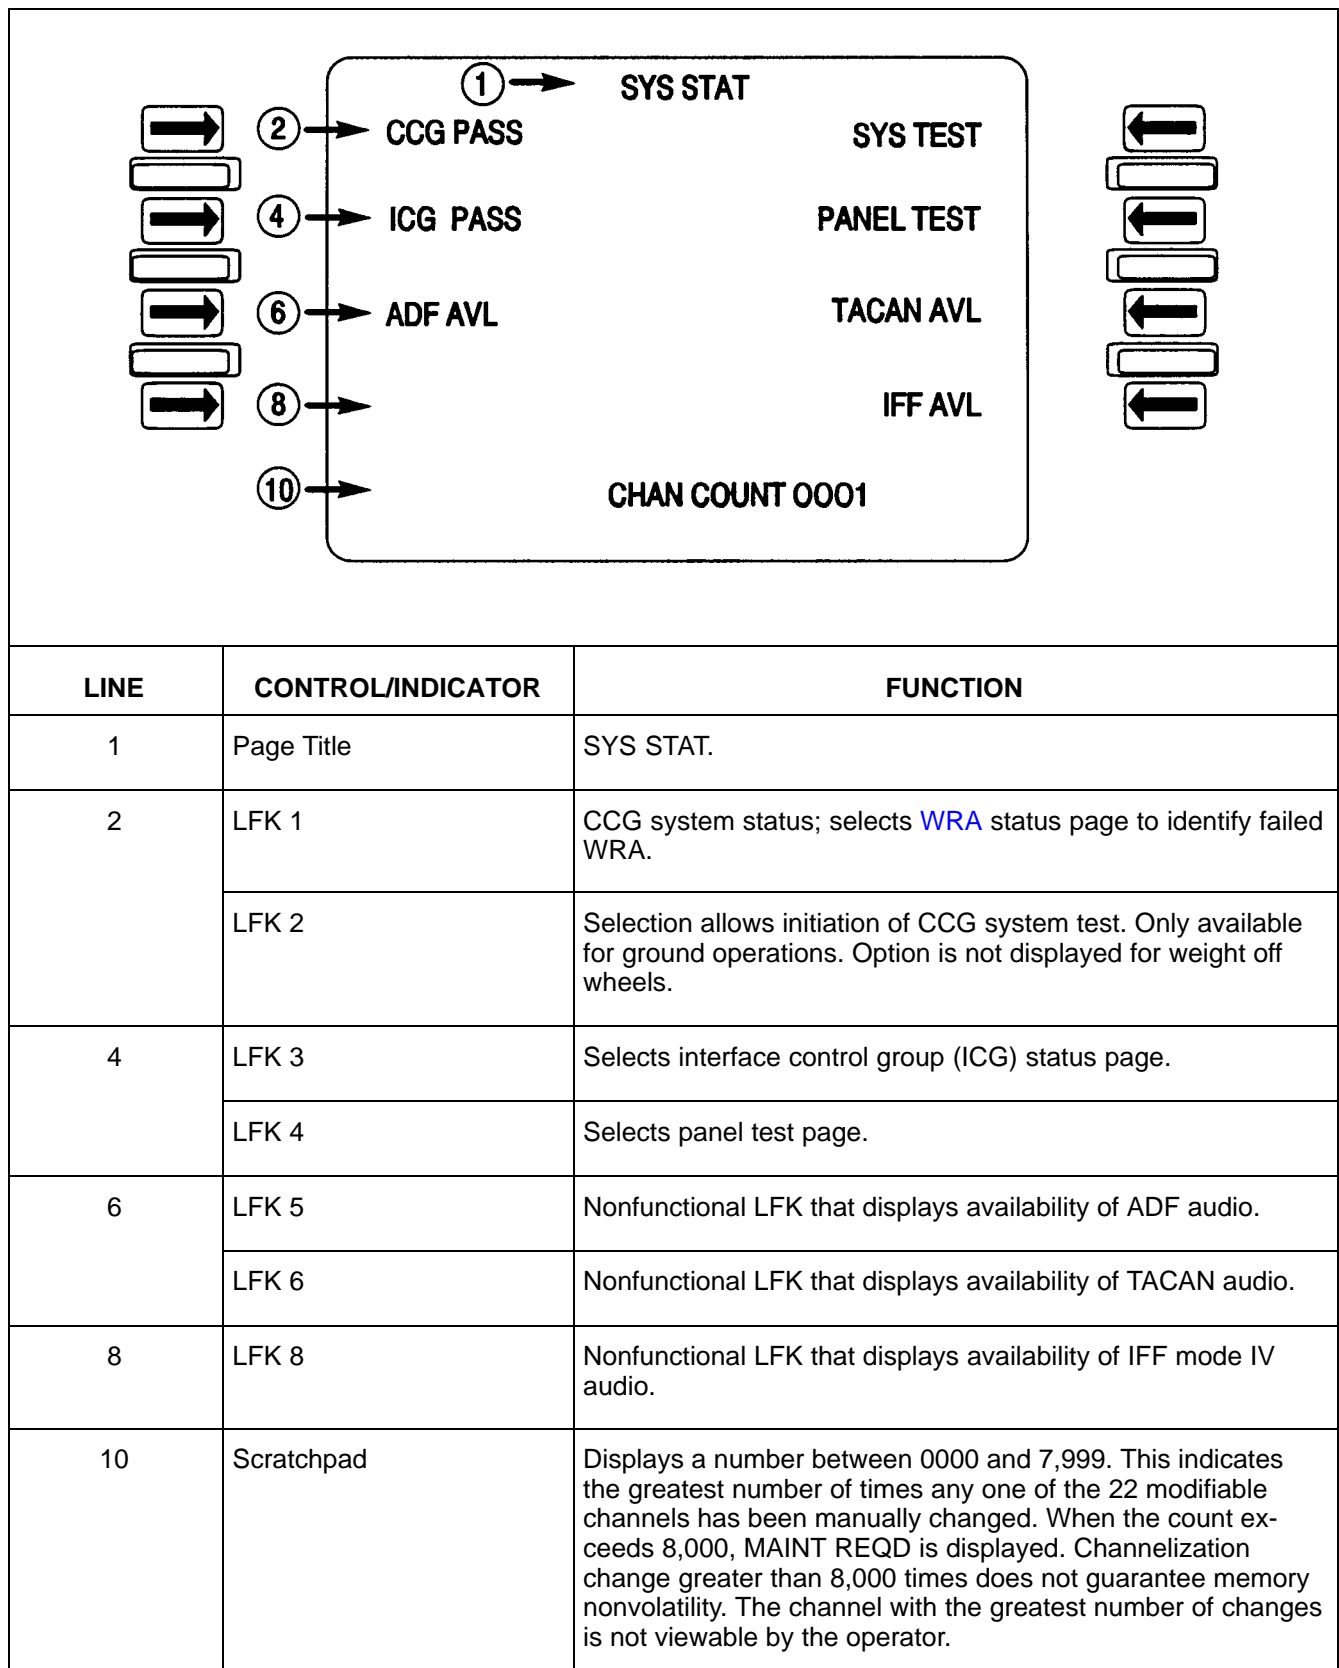 1 SYS STAT
2 CCG PASS SYS TEST
4 ICG PASS PANEL TEST
6 ADF AVL TACAN AVL
8 IFF AVL
10 CHAN COUNT 0001
LINE CONTROL/INDICATOR FUNCTION
1 Page Title SYS STAT.
2 LFK 1 CCG system status; selects WRA status page to identify failed
WRA.
LFK 2 Selection allows initiation of CCG system test. Only available
for ground operations. Option is not displayed for weight off
wheels.
4 LFK 3 Selects interface control group (ICG) status page.
LFK 4 Selects panel test page.
6 LFK 5 Nonfunctional LFK that displays availability of ADF audio.
LFK 6 Nonfunctional LFK that displays availability of TACAN audio.
8 LFK 8 Nonfunctional LFK that displays availability of IFF mode IV
audio.
10 Scratchpad Displays a number between 0000 and 7,999. This indicates
the greatest number of times any one of the 22 modifiable
channels has been manually changed. When the count ex-
ceeds 8,000, MAINT REQD is displayed. Channelization
change greater than 8,000 times does not guarantee memory
nonvolatility. The channel with the greatest number of changes
is not viewable by the operator.